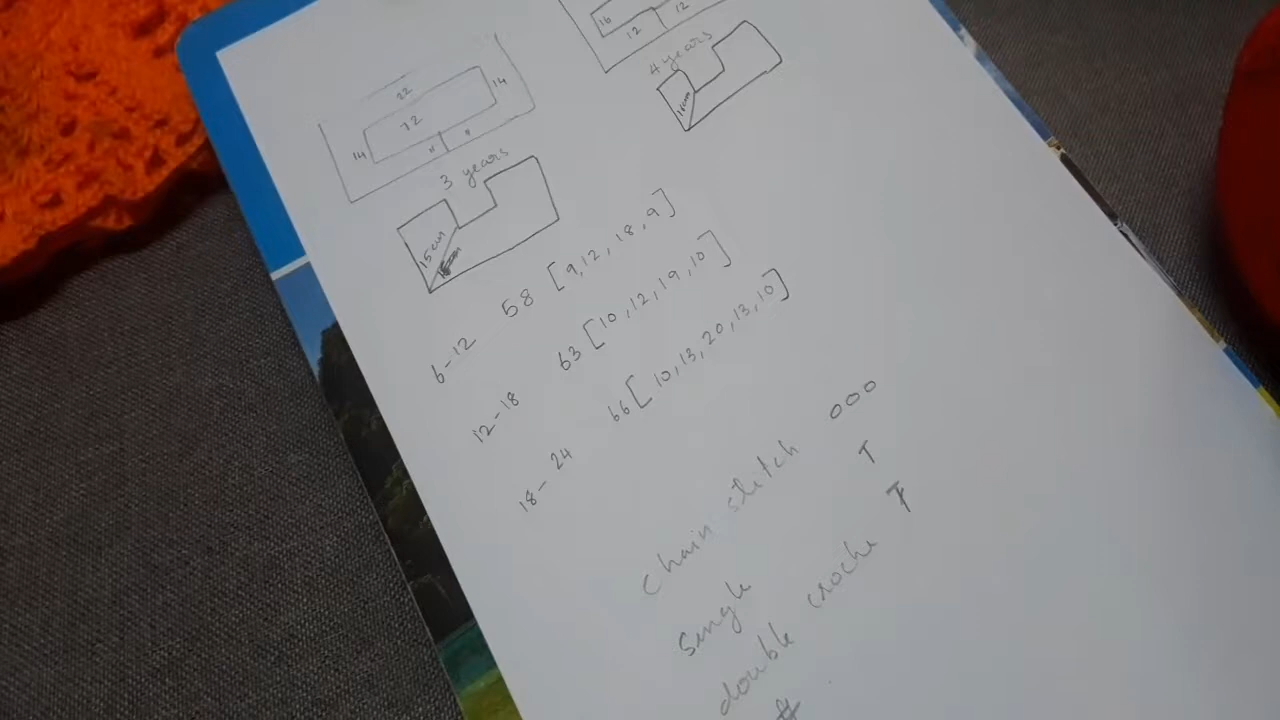 16
12
12
22
14
12
14
"
"
4 years
3 years
15cm
6-12 58 [9,12,18,9]
12-18 63 [10,12,19,10]
18-24 66[10,13,20,13,10]
chain stitch ooo
single T
double croche